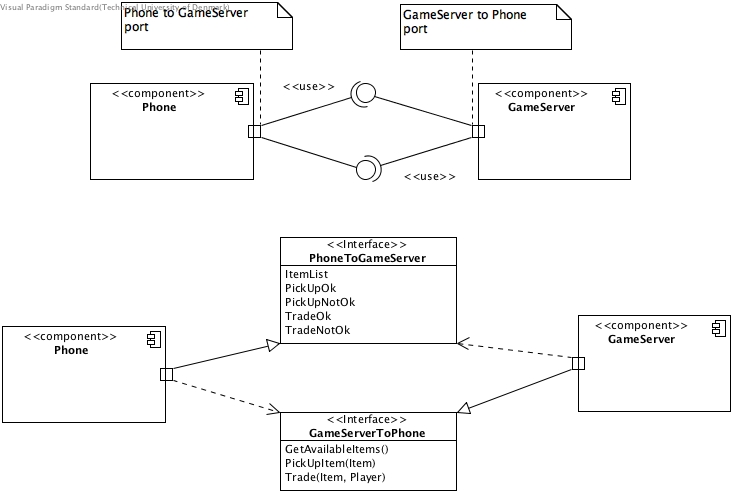 Visual Paradigm Standard(Technical University of Denmark)
Phone to GameServer
port
GameServer to Phone
port
<<use>>
<<component>>
Phone
<<component>>
GameServer
<<use>>
<<Interface>>
PhoneToGameServer
ItemList
PickUpOk
PickUpNotOk
TradeOk
TradeNotOk
<<component>>
Phone
<<component>>
GameServer
<<Interface>>
GameServerToPhone
GetAvailableItems()
PickUpItem(Item)
Trade(Item, Player)